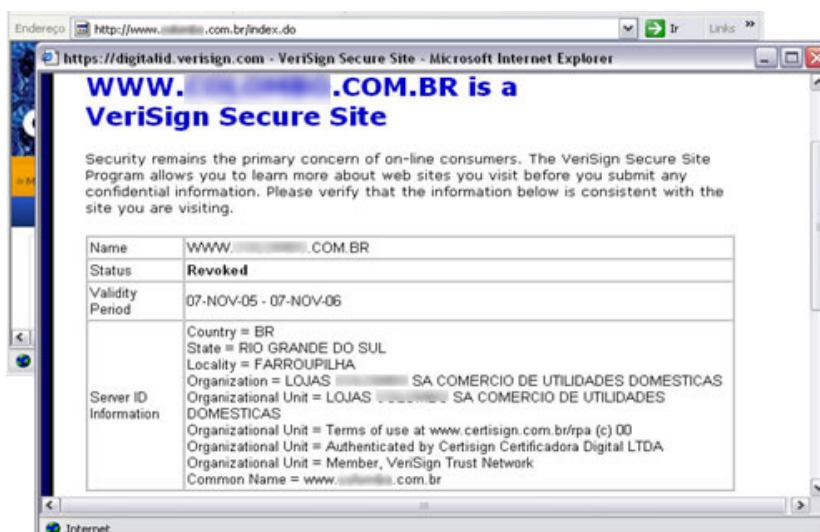 Endereço http://www. .com.br/index.do Ir Links »
https://digitalid.verisign.com - VeriSign Secure Site - Microsoft Internet Explorer
WWW. .COM.BR is a
VeriSign Secure Site
Security remains the primary concern of on-line consumers. The VeriSign Secure Site
Program allows you to learn more about web sites you visit before you submit any
confidential information. Please verify that the information below is consistent with the
site you are visiting.
Name WWW. .COM.BR
Status Revoked
Validity
Period
07-NOV-05 - 07-NOV-06
Server ID
Information
Country = BR
State = RIO GRANDE DO SUL
Locality = FARROUPILHA
Organization = LOJAS SA COMERCIO DE UTILIDADES DOMESTICAS
Organizational Unit = LOJAS SA COMERCIO DE UTILIDADES
DOMESTICAS
Organizational Unit = Terms of use at www.certisign.com.br/rpa (c) 00
Organizational Unit = Authenticated by Certisign Certificadora Digital LTDA
Organizational Unit = Member, VeriSign Trust Network
Common Name = www. .com.br
Internet